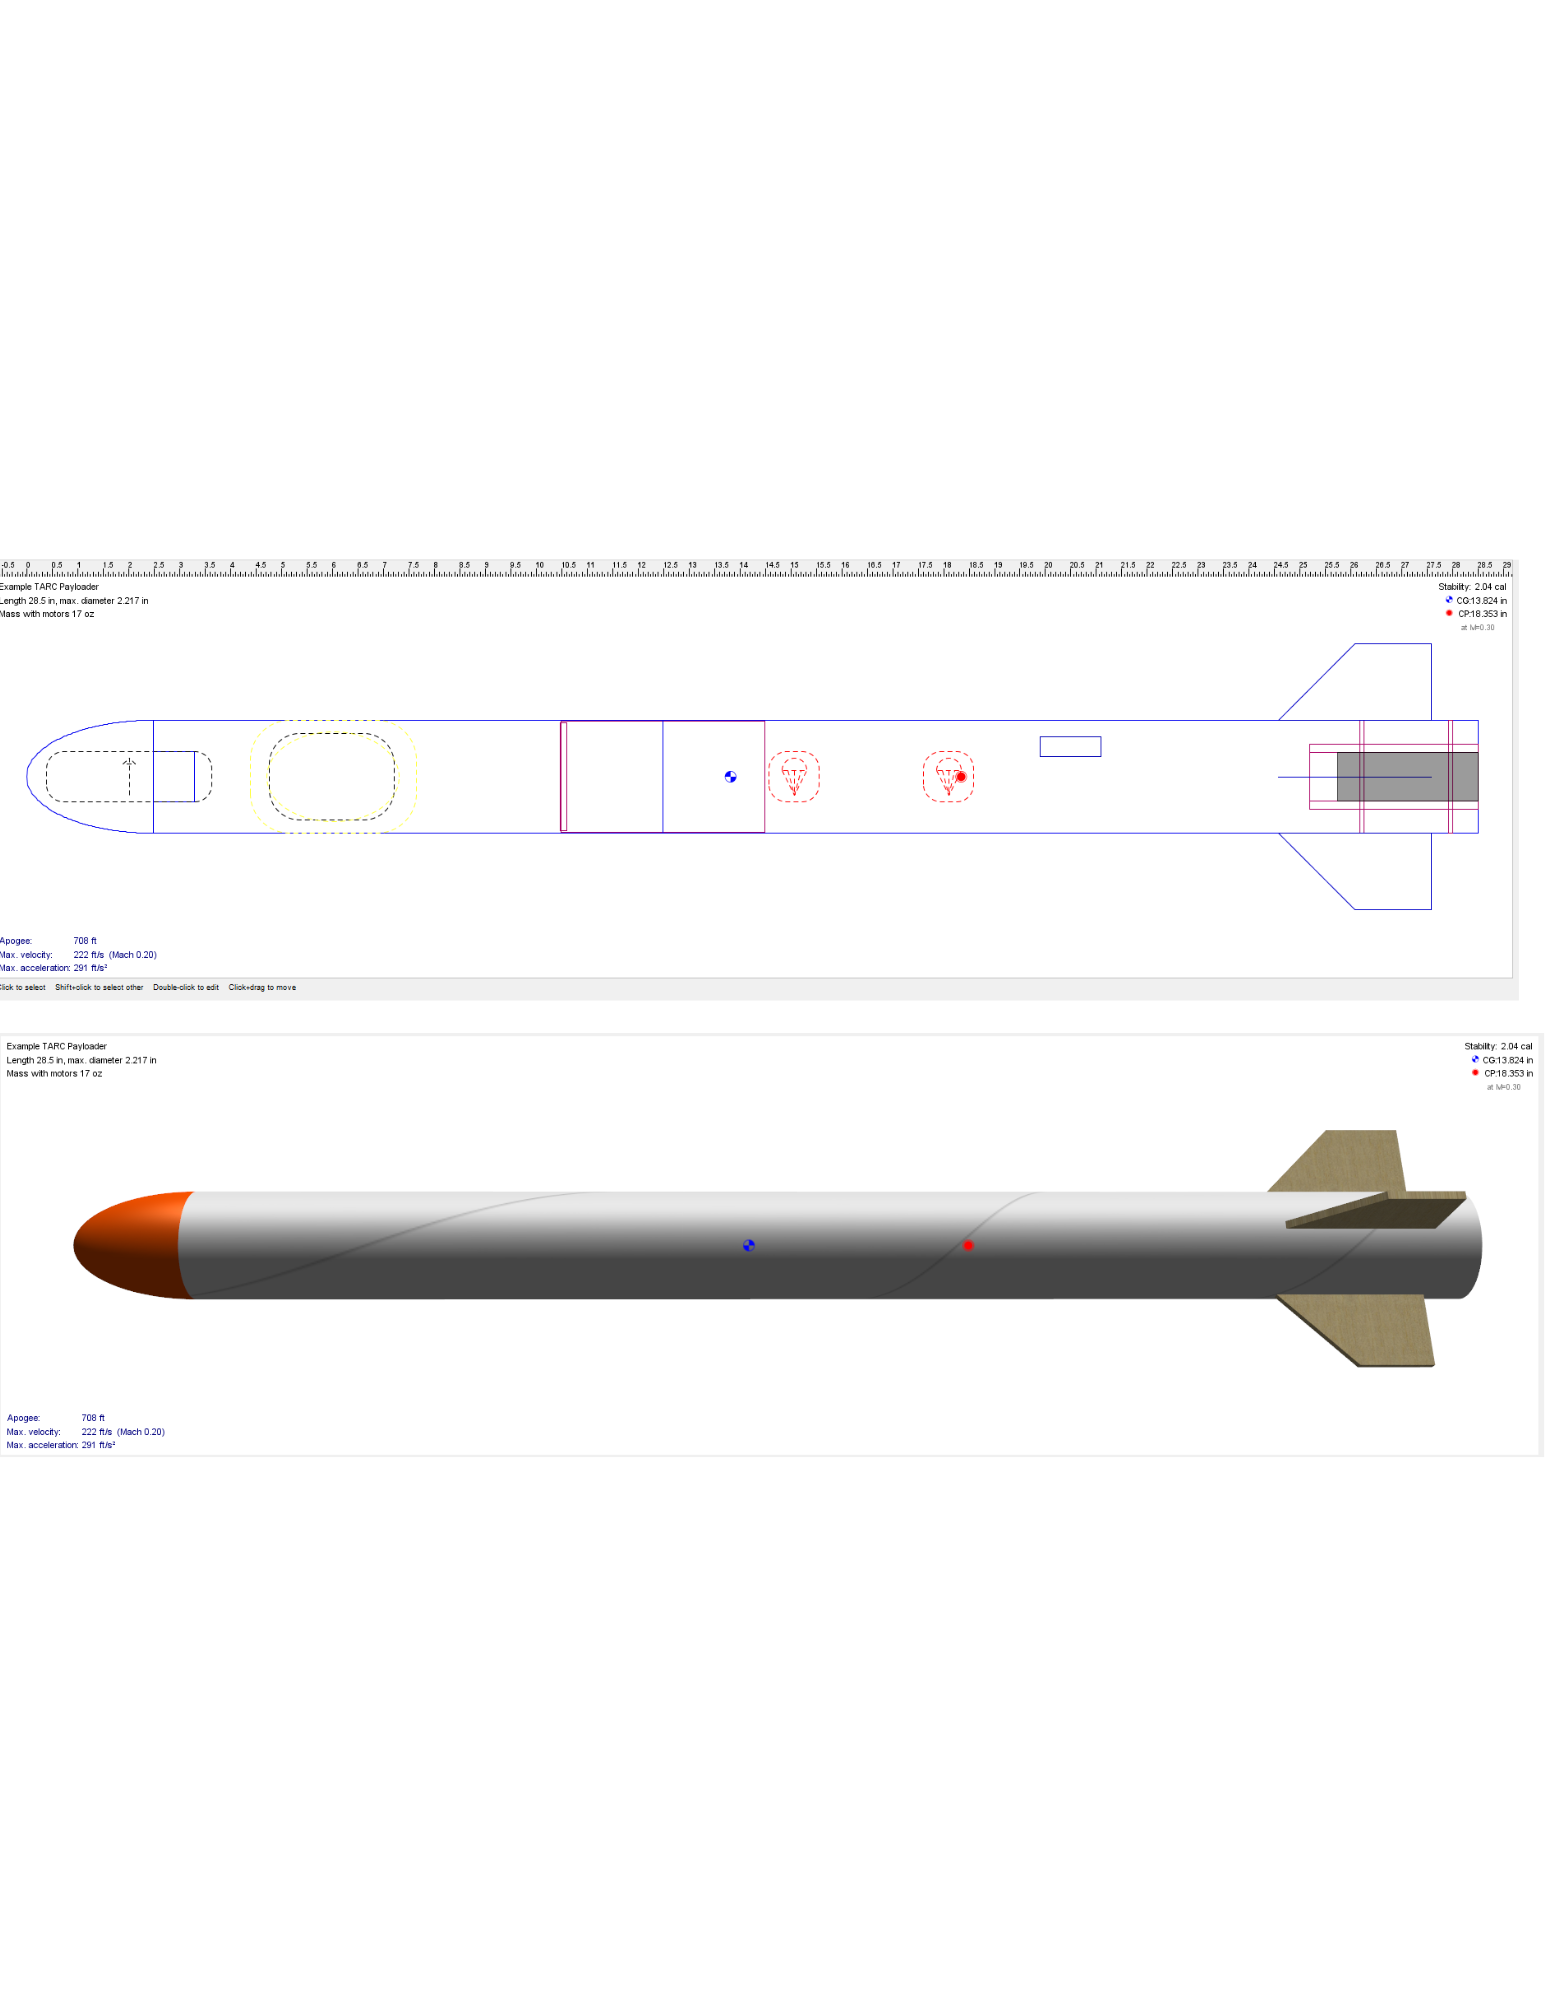 -0.5 0 0.5 1 1.5 2 2.5 3 3.5 4 4.5 5 5.5 6 6.5 7 7.5 8 8.5 9 9.5 10 10.5 11 11.5 12 12.5 13 13.5 14 14.5 15 15.5 16 16.5 17 17.5 18 18.5 19 19.5 20 20.5 21 21.5 22 22.5 23 23.5 24 24.5 25 25.5 26 26.5 27 27.5 28 28.5 29
Example TARC Payloader
Length 28.5 in, max. diameter 2.217 in
Mass with motors 17 oz
Stability: 2.04 cal
CG:13.824 in
CP:18.353 in
at M=0.30
Apogee: 708 ft
Max. velocity: 222 ft/s (Mach 0.20)
Max. acceleration: 291 ft/s²
Click to select Shift+click to select other Double-click to edit Click+drag to move
Example TARC Payloader
Length 28.5 in, max. diameter 2.217 in
Mass with motors 17 oz
Stability: 2.04 cal
CG:13.824 in
CP:18.353 in
at M=0.30
Apogee: 708 ft
Max. velocity: 222 ft/s (Mach 0.20)
Max. acceleration: 291 ft/s²